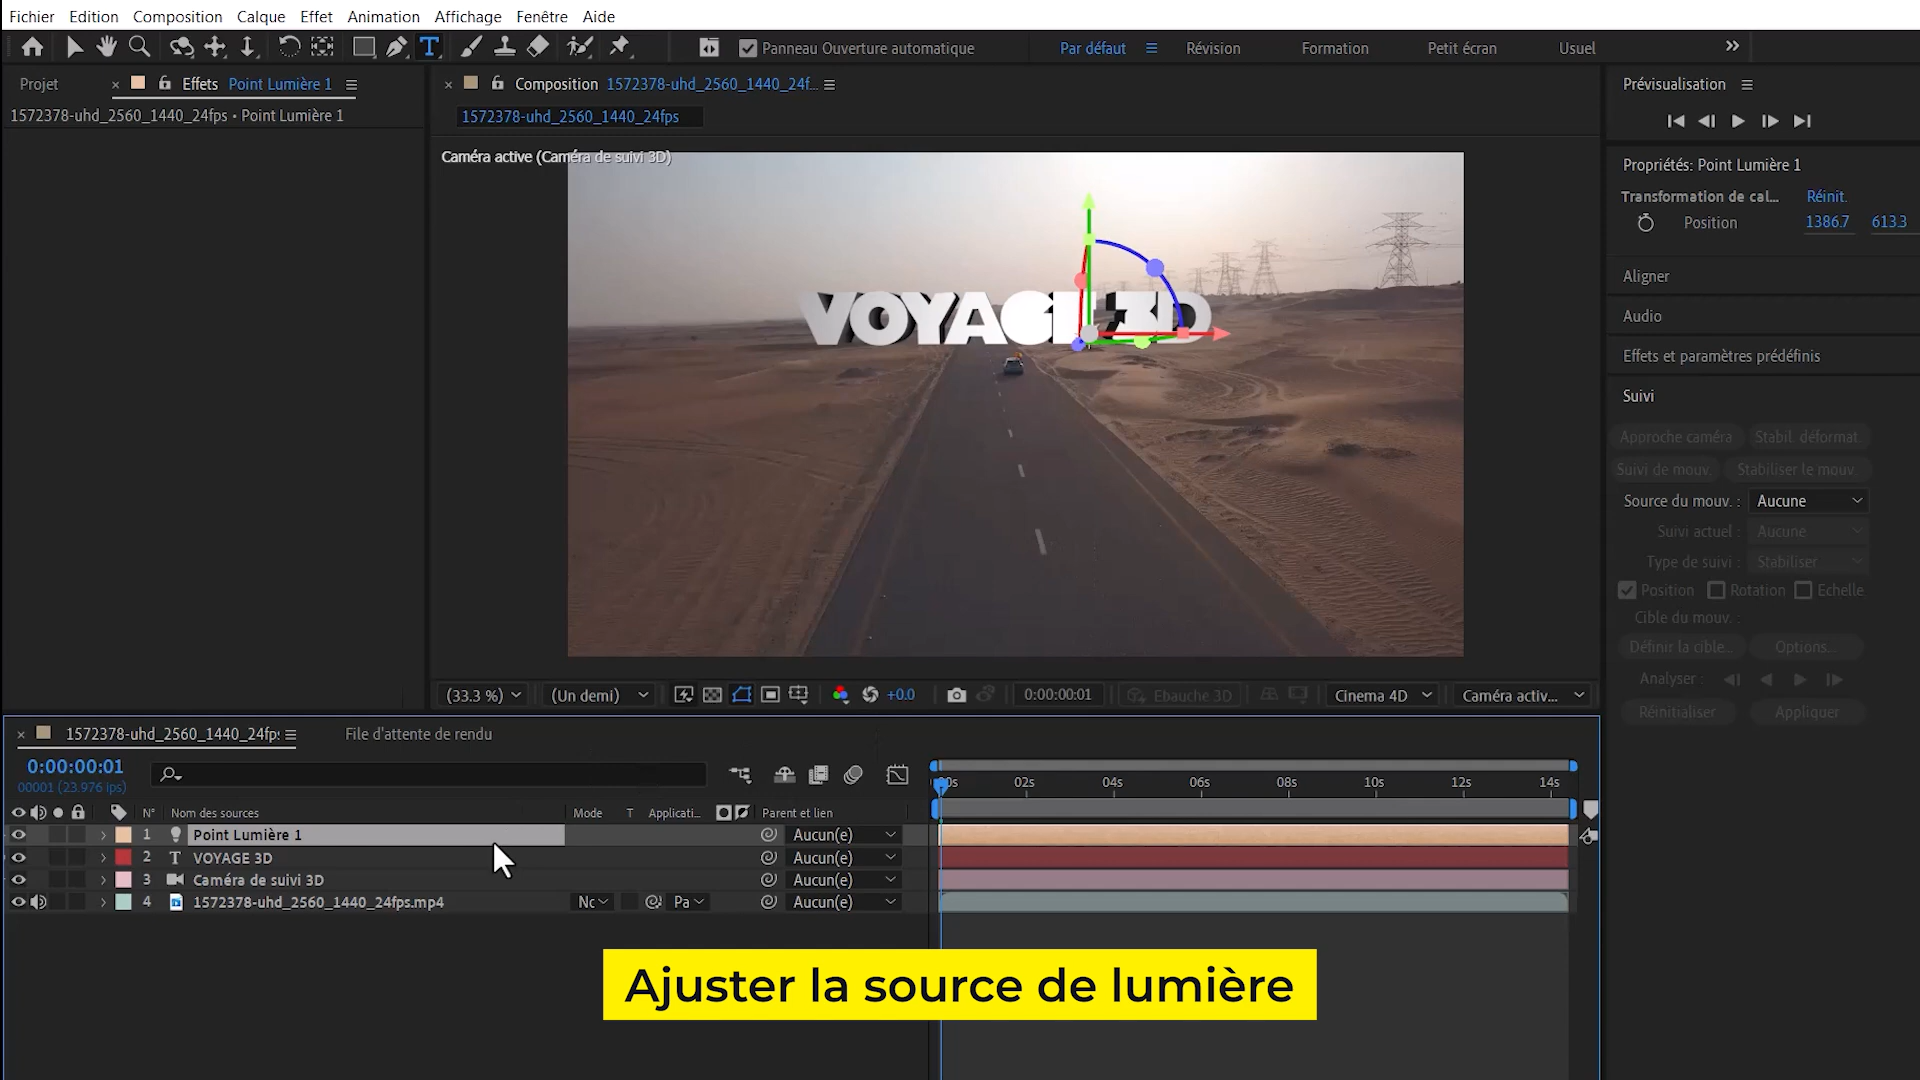 Fichier Edition Composition Calque Effet Animation Affichage Fenêtre Aide
T Panneau Ouverture automatique Par défaut Révision Formation Petit écran Usuel
Projet × Effets Point Lumière 1
1572378-uhd_2560_1440_24fps • Point Lumière 1
× Composition 1572378-uhd_2560_1440_24f...
1572378-uhd_2560_1440_24fps
Caméra active (Caméra de suivi 3D)
VOYAGE 3D
(33.3 %) (Un demi) +0.0 0:00:00:01 Ebauche 3D Cinema 4D Caméra activ...
Prévisualisation
Propriétés: Point Lumière 1
Transformation de cal... Réinit.
Position 1386.7 613.3
Aligner
Audio
Effets et paramètres prédéfinis
Suivi
Approche caméra Stabil. déformat.
Suivi de mouv. Stabiliser le mouv
Source du mouv. : Aucune
Suivi actuel : Aucune
Type de suivi : Stabiliser
Position Rotation Echelle
Cible du mouv. :
Définir la cible... Options...
Analyser :
Réinitialiser Appliquer
× 1572378-uhd_2560_1440_24fps File d'attente de rendu
0:00:00:01
00001 (23.976 ips)
00s 02s 04s 06s 08s 10s 12s 14s
N° Nom des sources Mode T Applicati... Parent et lien
1 Point Lumière 1 Aucun(e)
2 T VOYAGE 3D Aucun(e)
3 Caméra de suivi 3D Aucun(e)
4 1572378-uhd_2560_1440_24fps.mp4 Nc Pa Aucun(e)
Ajuster la source de lumière